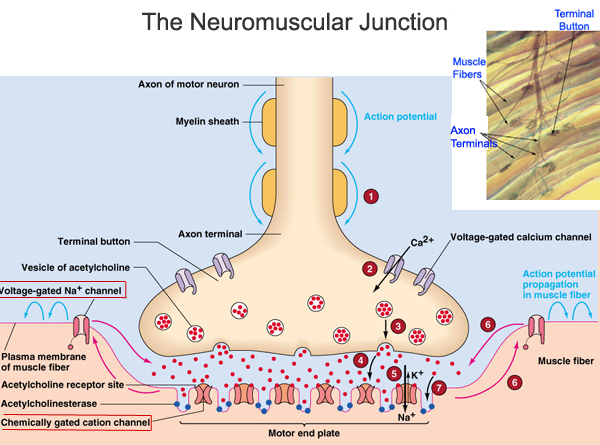 The Neuromuscular Junction
Terminal
Button
Muscle
Fibers
Axon
Terminals
Axon of motor neuron
Myelin sheath
Action potential
1
Axon terminal
Terminal button
Ca2+
Voltage-gated calcium channel
2
Vesicle of acetylcholine
Action potential
propagation
in muscle fiber
Voltage-gated Na+ channel
3
6
Plasma membrane
of muscle fiber
4
Muscle fiber
5
K+
6
7
Acetylcholine receptor site
Acetylcholinesterase
Na+
Chemically gated cation channel
Motor end plate